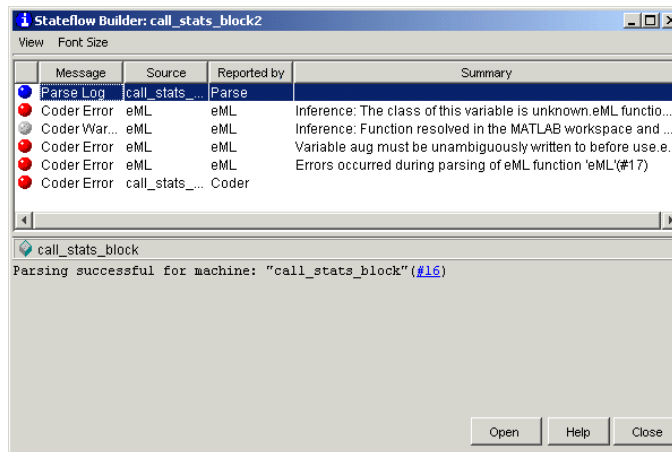 Stateflow Builder: call_stats_block2
View Font Size
Message Source Reported by Summary
Parse Log call_stats_... Parse
Coder Error eML eML Inference: The class of this variable is unknown.eML functio...
Coder War... eML eML Inference: Function resolved in the MATLAB workspace and ...
Coder Error eML eML Variable aug must be unambiguously written to before use.e.
Coder Error eML eML Errors occurred during parsing of eML function 'eML'(#17)
Coder Error call_stats_... Coder
call_stats_block
Parsing successful for machine: "call_stats_block"(#16)
Open Help Close